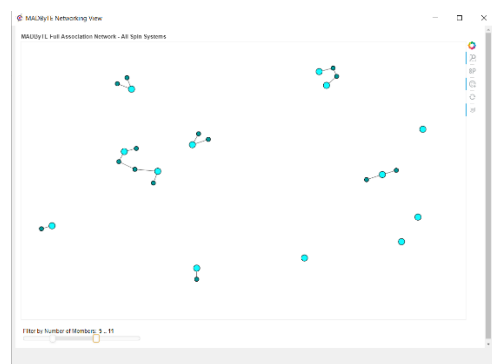 MADByTE Networking View
MADByTE Full Association Network - All Spin Systems
Filter by Number of Members: 3 .. 11